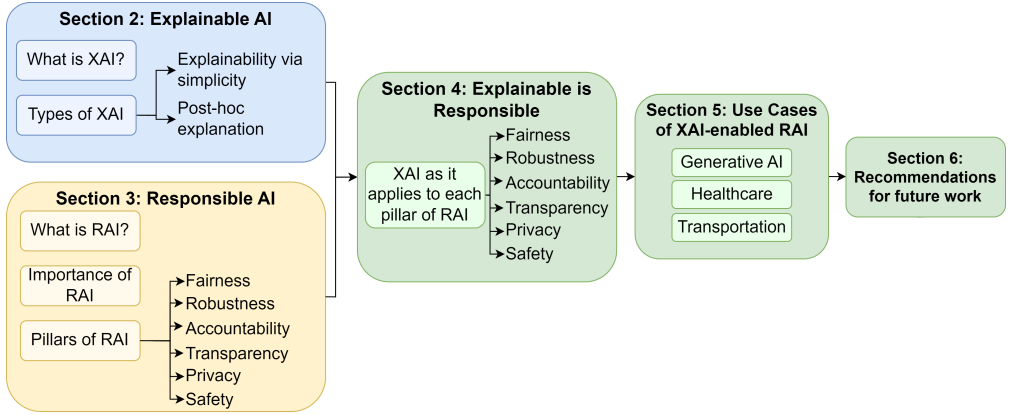 Section 2: Explainable AI
What is XAI?
Types of XAI
Explainability via
simplicity
Post-hoc
explanation
Section 3: Responsible AI
What is RAI?
Importance of
RAI
Pillars of RAI
Fairness
Robustness
Accountability
Transparency
Privacy
Safety
Section 4: Explainable is
Responsible
XAI as it
applies to each
pillar of RAI
Fairness
Robustness
Accountability
Transparency
Privacy
Safety
Section 5: Use Cases
of XAI-enabled RAI
Generative AI
Healthcare
Transportation
Section 6:
Recommendations
for future work